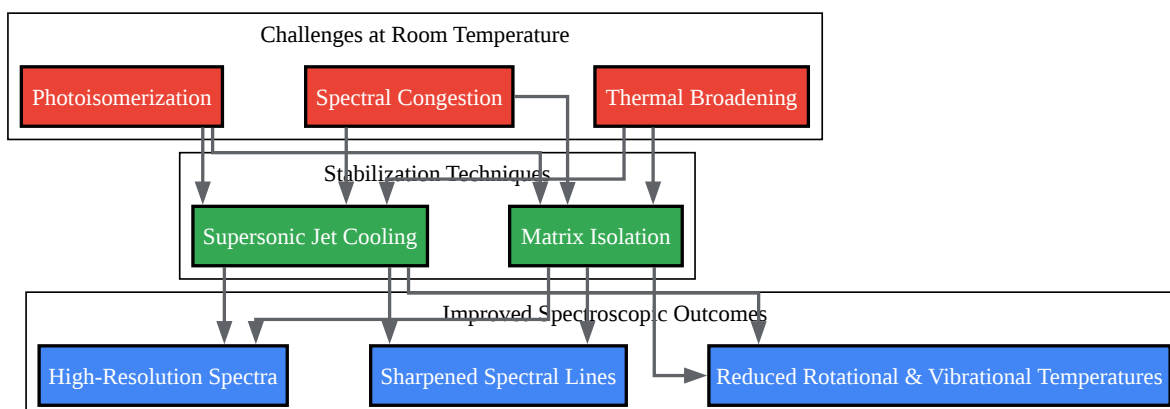 Challenges at Room Temperature
Photoisomerization
Spectral Congestion
Thermal Broadening
Stabilization Techniques
Supersonic Jet Cooling
Matrix Isolation
Improved Spectroscopic Outcomes
High-Resolution Spectra
Sharpened Spectral Lines
Reduced Rotational & Vibrational Temperatures